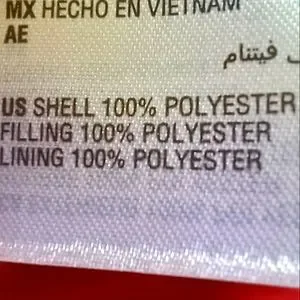 MX HECHO EN VIETNAM
AE
فيتنام
US SHELL 100% POLYESTER
FILLING 100% POLYESTER
LINING 100% POLYESTER